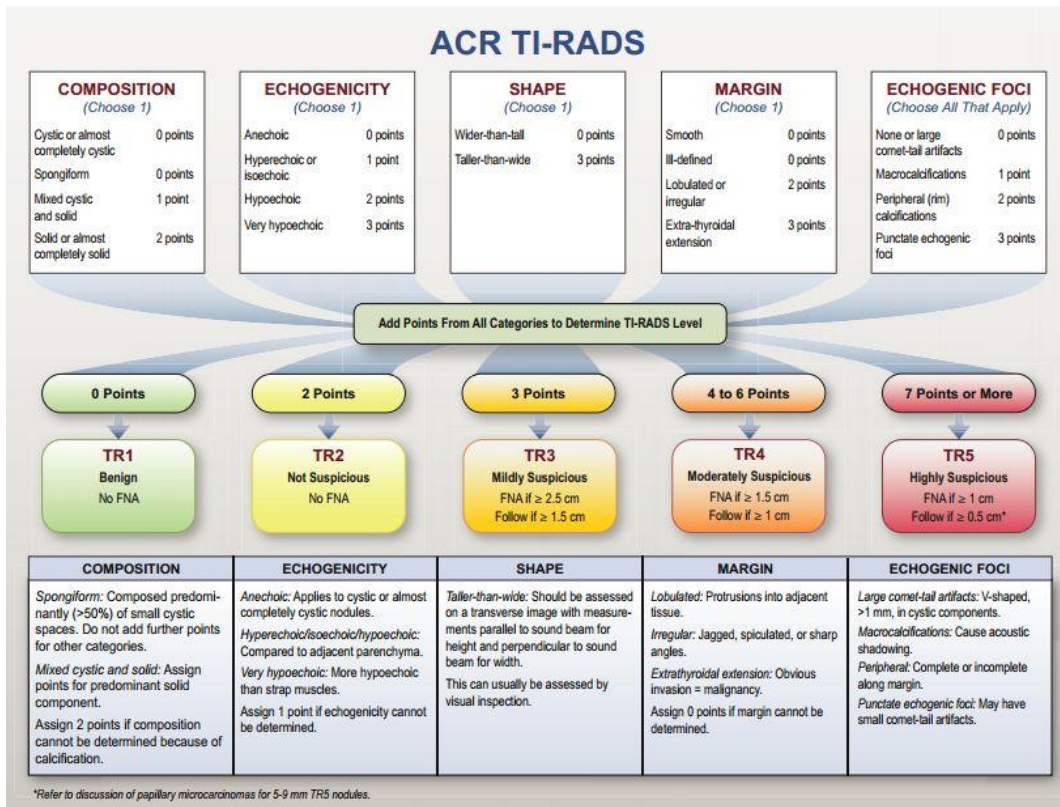 ACR TI-RADS
COMPOSITION
(Choose 1)
Cystic or almost completely cystic 0 points
Spongiform 0 points
Mixed cystic and solid 1 point
Solid or almost completely solid 2 points
ECHOGENICITY
(Choose 1)
Anechoic 0 points
Hyperechoic or isoechoic 1 point
Hypoechoic 2 points
Very hypoechoic 3 points
SHAPE
(Choose 1)
Wider-than-tall 0 points
Taller-than-wide 3 points
MARGIN
(Choose 1)
Smooth 0 points
Ill-defined 0 points
Lobulated or irregular 2 points
Extra-thyroidal extension 3 points
ECHOGENIC FOCI
(Choose All That Apply)
None or large comet-tail artifacts 0 points
Macrocalcifications 1 point
Peripheral (rim) calcifications 2 points
Punctate echogenic foci 3 points
Add Points From All Categories to Determine TI-RADS Level
0 Points
2 Points
3 Points
4 to 6 Points
7 Points or More
TR1
Benign
No FNA
TR2
Not Suspicious
No FNA
TR3
Mildly Suspicious
FNA if ≥ 2.5 cm
Follow if ≥ 1.5 cm
TR4
Moderately Suspicious
FNA if ≥ 1.5 cm
Follow if ≥ 1 cm
TR5
Highly Suspicious
FNA if ≥ 1 cm
Follow if ≥ 0.5 cm*
COMPOSITION
Spongiform: Composed predomi-
nantly (>50%) of small cystic
spaces. Do not add further points
for other categories.
Mixed cystic and solid: Assign
points for predominant solid
component.
Assign 2 points if composition
cannot be determined because of
calcification.
ECHOGENICITY
Anechoic: Applies to cystic or almost
completely cystic nodules.
Hyperechoic/isoechoic/hypoechoic:
Compared to adjacent parenchyma.
Very hypoechoic: More hypoechoic
than strap muscles.
Assign 1 point if echogenicity cannot
be determined.
SHAPE
Taller-than-wide: Should be assessed
on a transverse image with measure-
ments parallel to sound beam for
height and perpendicular to sound
beam for width.
This can usually be assessed by
visual inspection.
MARGIN
Lobulated: Protrusions into adjacent
tissue.
Irregular: Jagged, spiculated, or sharp
angles.
Extrathyroidal extension: Obvious
invasion = malignancy.
Assign 0 points if margin cannot be
determined.
ECHOGENIC FOCI
Large comet-tail artifacts: V-shaped,
>1 mm, in cystic components.
Macrocalcifications: Cause acoustic
shadowing.
Peripheral: Complete or incomplete
along margin.
Punctate echogenic foci: May have
small comet-tail artifacts.
*Refer to discussion of papillary microcarcinomas for 5-9 mm TR5 nodules.